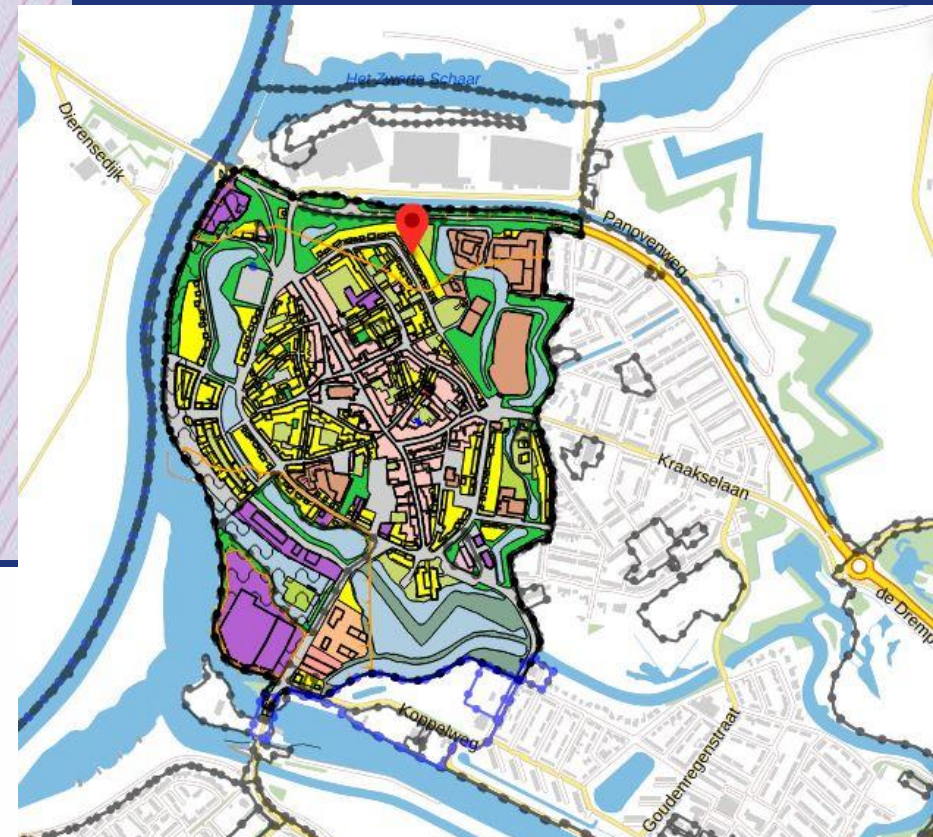 Het Zwarte Schaar
Dierensedijk
N
Panovenweg
Kraakselaan
de Dremp
Koppelweg
Goudenregenstraat